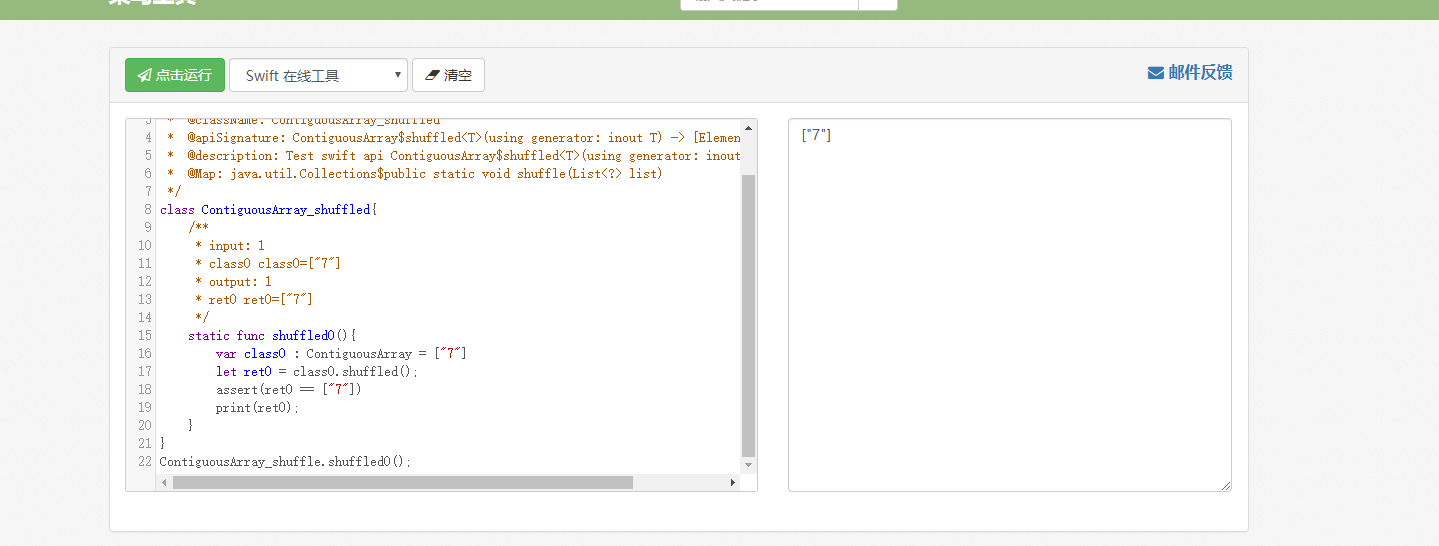 点击运行
Swift 在线工具
清空
邮件反馈
3 * @className: ContiguousArray_shuffled
4 * @apiSignature: ContiguousArray$shuffled<T>(using generator: inout T) -> [Elemen
5 * @description: Test swift api ContiguousArray$shuffled<T>(using generator: inout
6 * @Map: java.util.Collections$public static void shuffle(List<?> list)
7 */
8 class ContiguousArray_shuffled{
9 /**
10 * input: 1
11 * class0 class0=["7"]
12 * output: 1
13 * ret0 ret0=["7"]
14 */
15 static func shuffled0(){
16 var class0 : ContiguousArray = ["7"]
17 let ret0 = class0.shuffled();
18 assert(ret0 == ["7"])
19 print(ret0);
20 }
21 }
22 ContiguousArray_shuffle.shuffled0();
["7"]